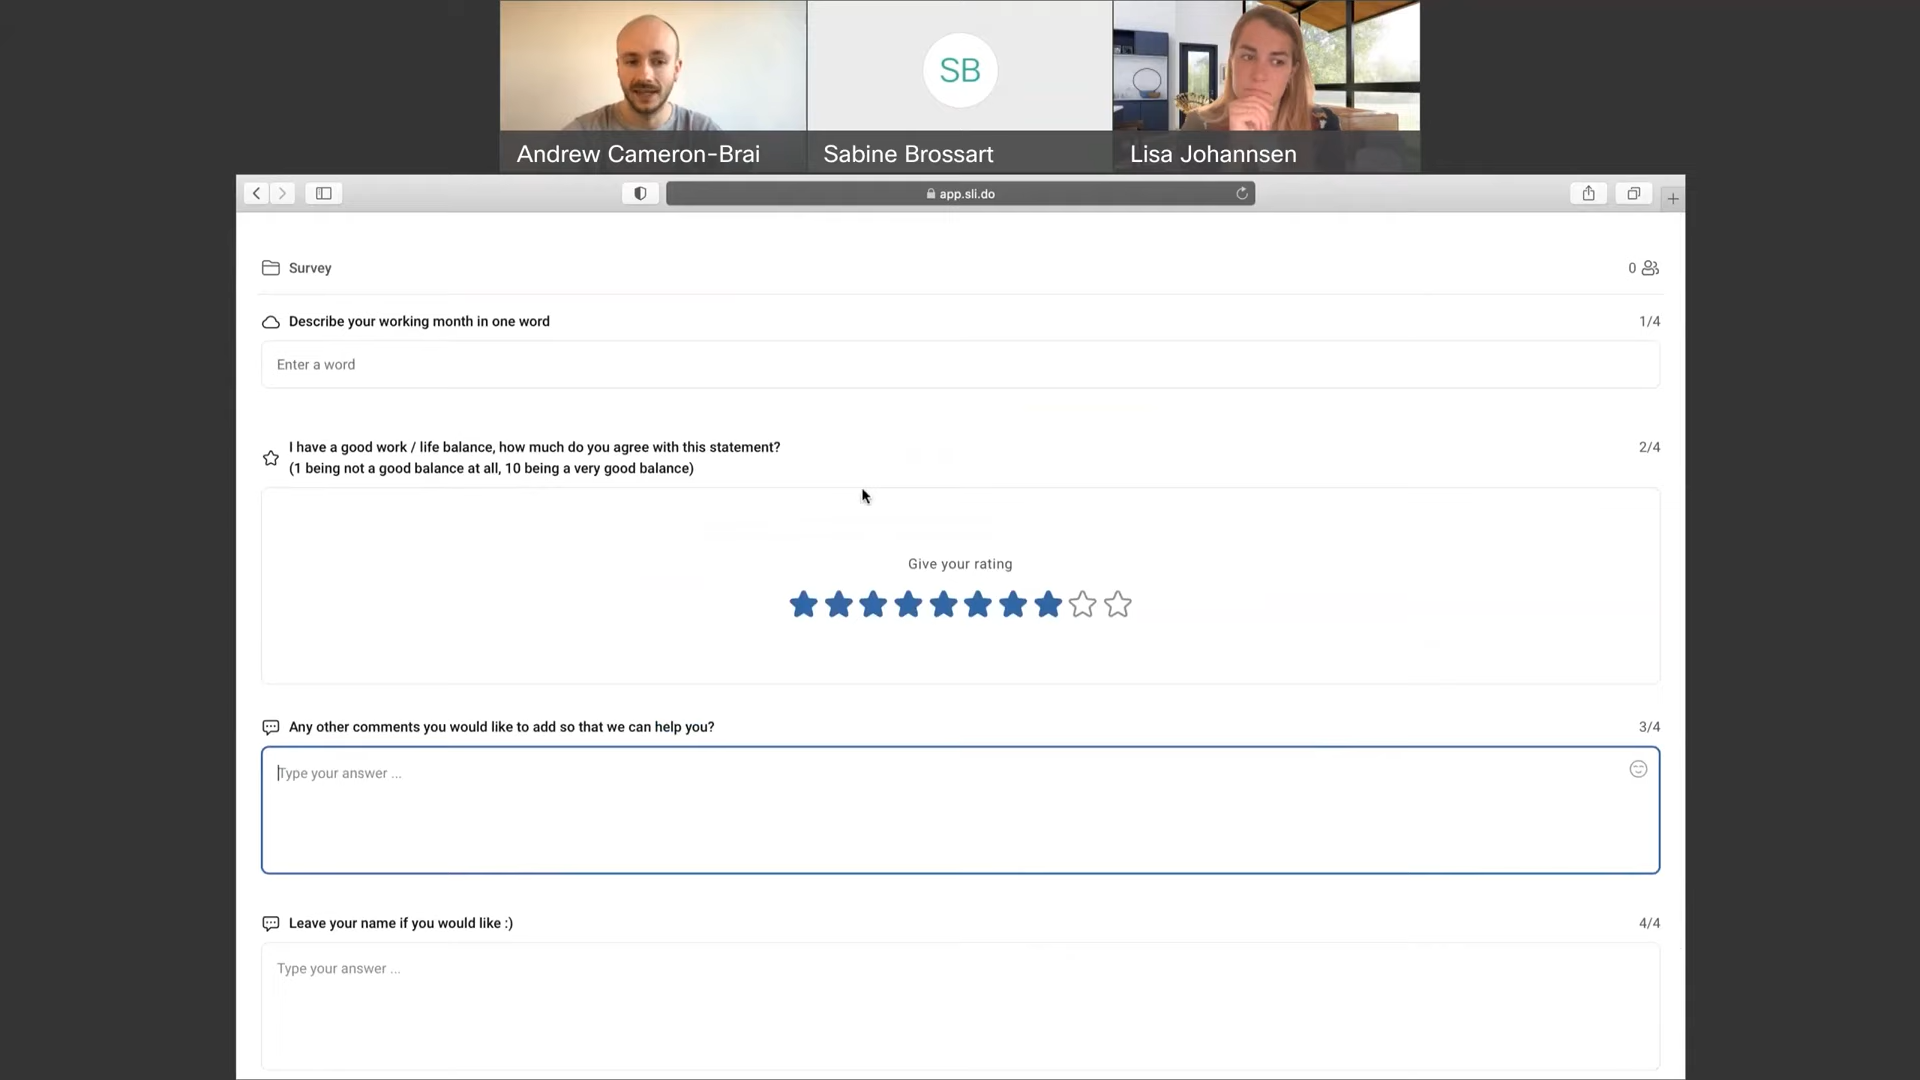 SB
Andrew Cameron-Brai
Sabine Brossart
Lisa Johannsen
app.sli.do
Survey
0
Describe your working month in one word
1/4
Enter a word
I have a good work / life balance, how much do you agree with this statement?
2/4
(1 being not a good balance at all, 10 being a very good balance)
Give your rating
Any other comments you would like to add so that we can help you?
3/4
Type your answer ...
Leave your name if you would like :)
4/4
Type your answer ...